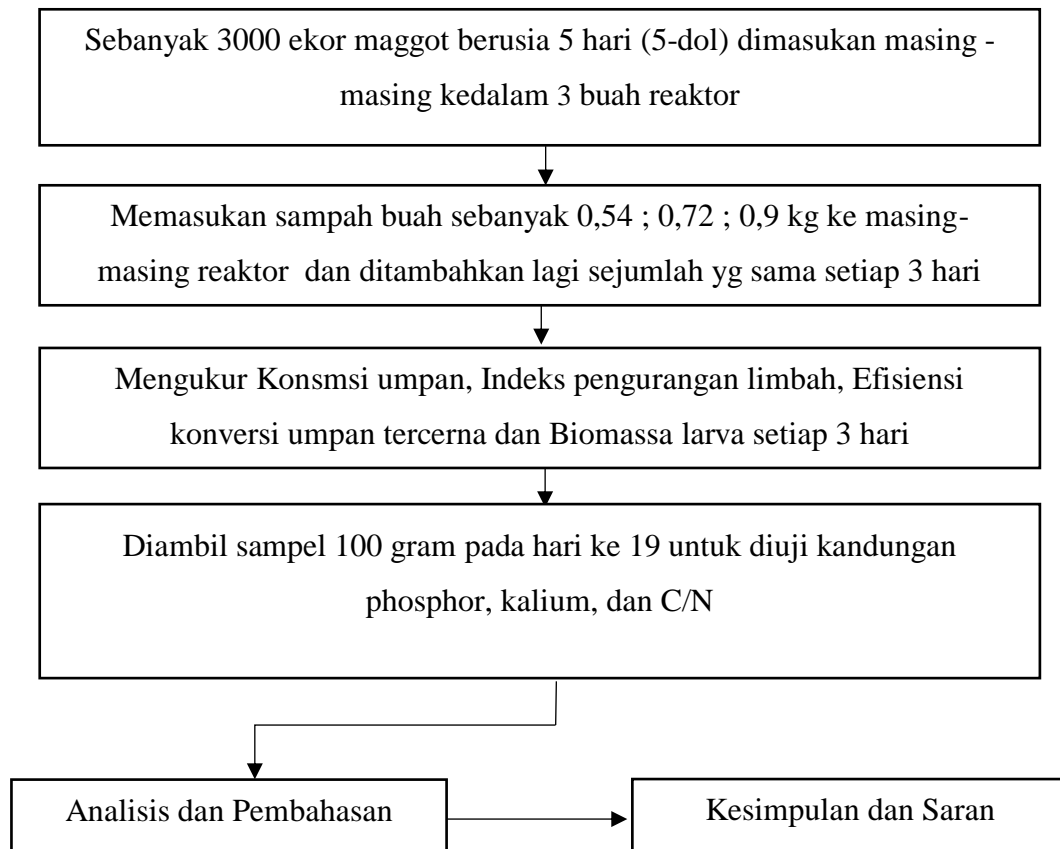 Sebanyak 3000 ekor maggot berusia 5 hari (5-dol) dimasukan masing -
masing kedalam 3 buah reaktor
Memasukan sampah buah sebanyak 0,54 ; 0,72 ; 0,9 kg ke masing-
masing reaktor dan ditambahkan lagi sejumlah yg sama setiap 3 hari
Mengukur Konsmsi umpan, Indeks pengurangan limbah, Efisiensi
konversi umpan tercerna dan Biomassa larva setiap 3 hari
Diambil sampel 100 gram pada hari ke 19 untuk diuji kandungan
phosphor, kalium, dan C/N
Analisis dan Pembahasan
Kesimpulan dan Saran